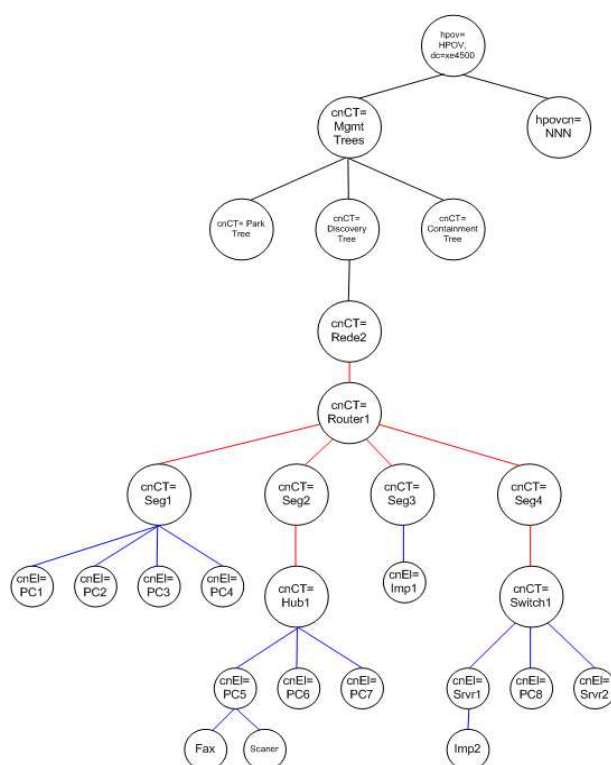 hpov=
HPOV,
dc=xe4500
cnCT=
Mgmt
Trees
hpovcn=
NNN
cnCT= Park
Tree
cnCT=
Discovery
Tree
cnCT=
Containment
Tree
cnCT=
Rede2
cnCT=
Router1
cnCT=
Seg1
cnCT=
Seg2
cnCT=
Seg3
cnCT=
Seg4
cnEl=
PC1
cnEl=
PC2
cnEl=
PC3
cnEl=
PC4
cnCT=
Hub1
cnEl=
Imp1
cnCT=
Switch1
cnEl=
PC5
cnEl=
PC6
cnEl=
PC7
cnEl=
Srvr1
cnEl=
PC8
cnEl=
Srvr2
Fax
Scaner
Imp2